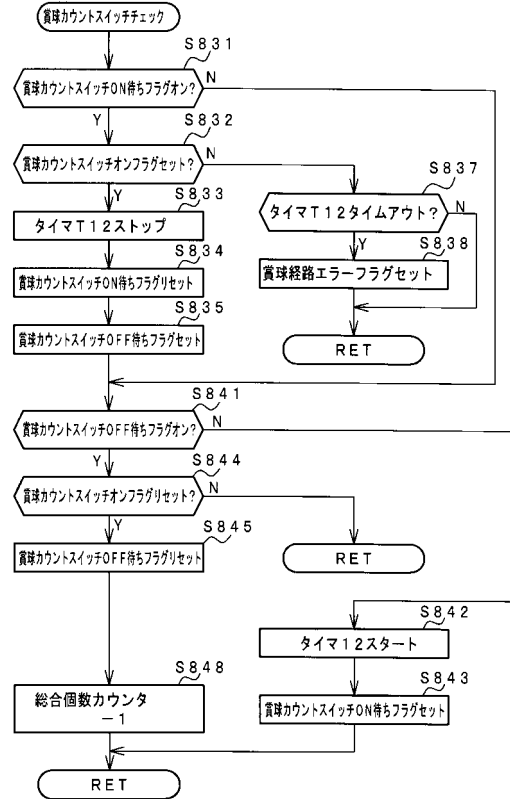 賞球カウントスイッチチェック
S831
賞球カウントスイッチON待ちフラグオン?
N
Y
S832
賞球カウントスイッチオンフラグセット?
N
Y
S833
タイマT12ストップ
S834
賞球カウントスイッチON待ちフラグリセット
S835
賞球カウントスイッチOFF待ちフラグセット
S837
タイマT12タイムアウト?
N
Y
S838
賞球経路エラーフラグセット
RET
S841
賞球カウントスイッチOFF待ちフラグオン?
N
Y
S844
賞球カウントスイッチオンフラグリセット?
N
Y
S845
賞球カウントスイッチOFF待ちフラグリセット
RET
S842
タイマ12スタート
S843
賞球カウントスイッチON待ちフラグセット
S848
総合個数カウンタ
-1
RET